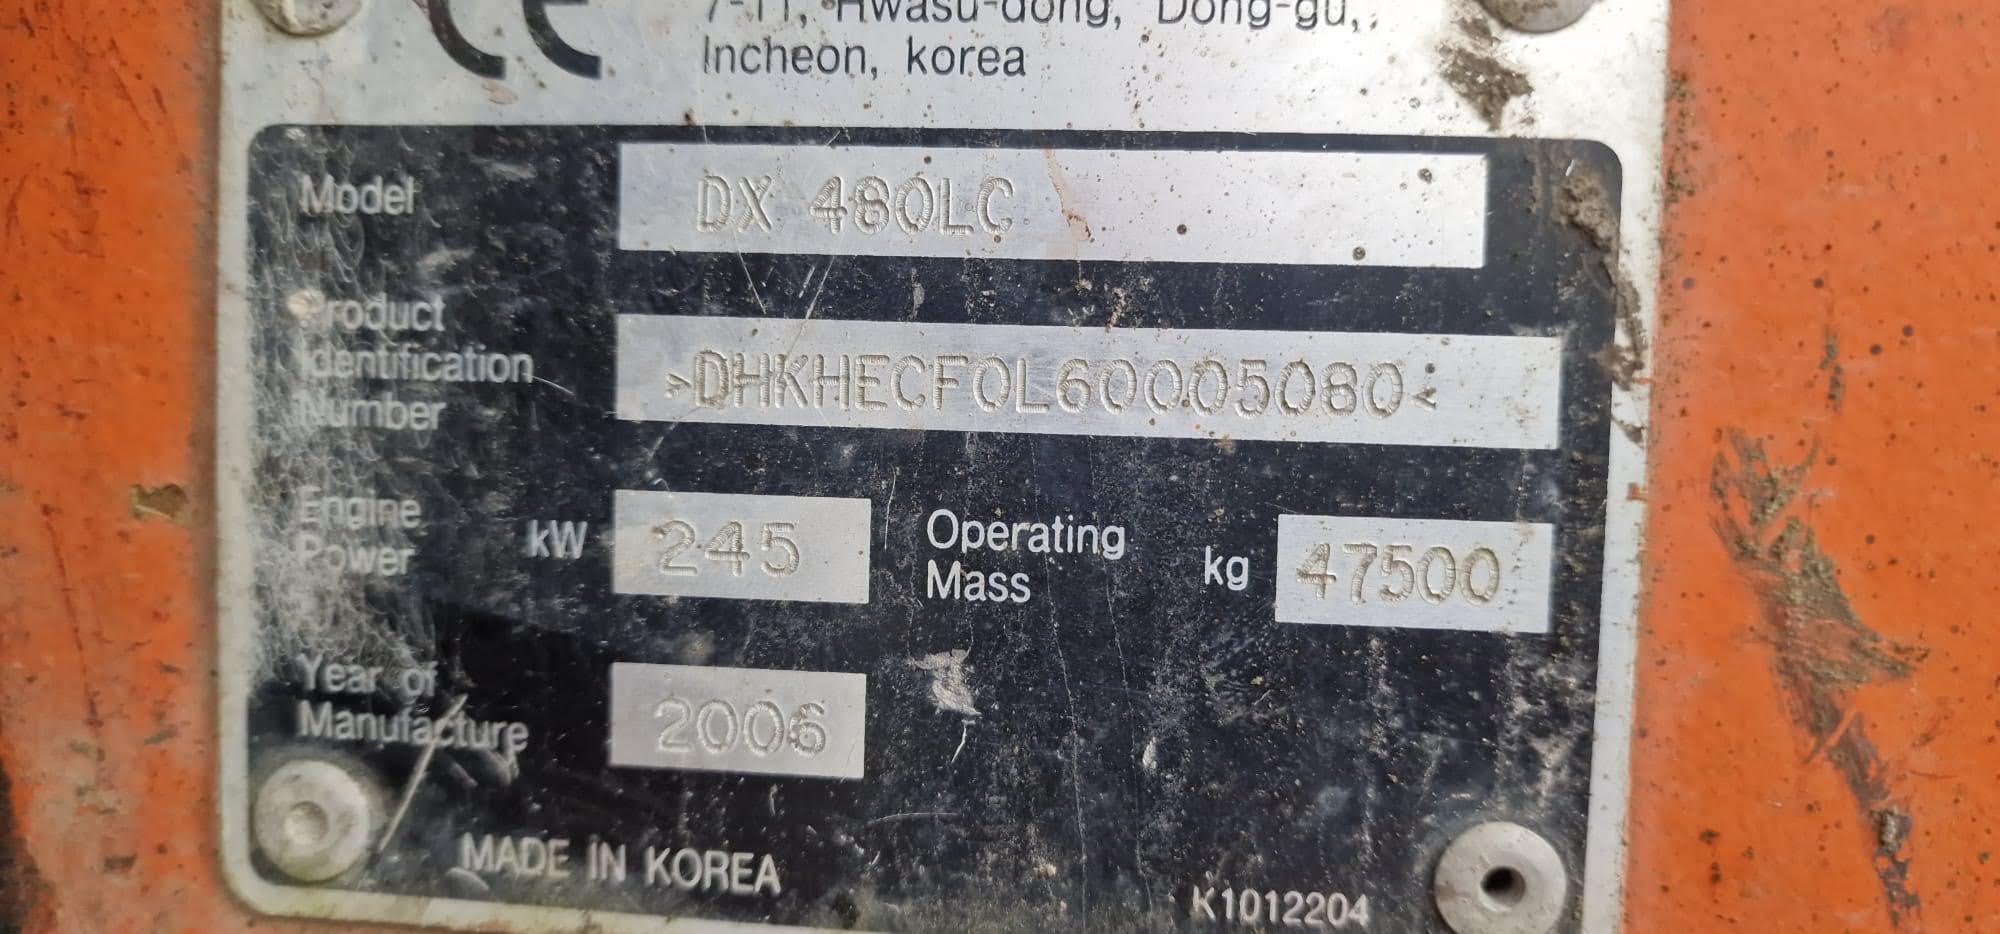 CE
7-11, Hwasu-dong, Dong-gu,
Incheon, korea
Model DX 480LC
Product
Identification
Number
>DHKHECF0L60005080<
Engine
Power kW 245
Operating
Mass kg 47500
Year of
Manufacture 2006
MADE IN KOREA
K1012204